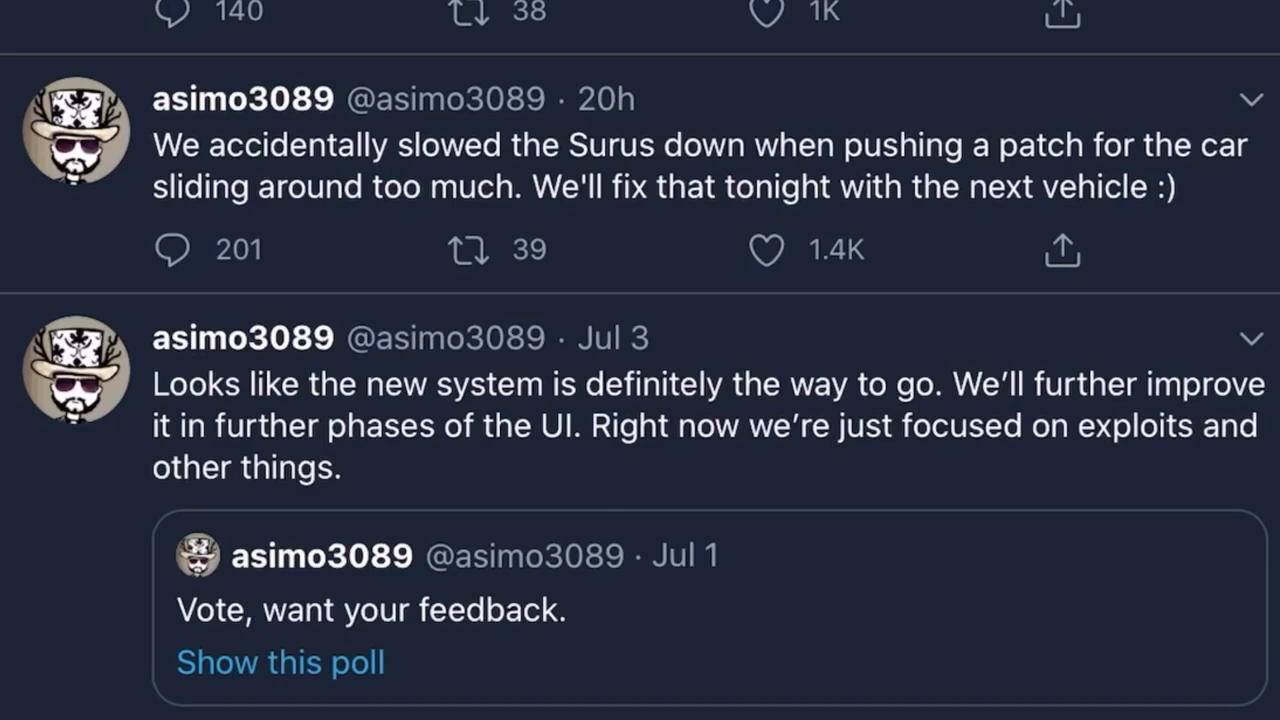 140 38 1K
asimo3089 @asimo3089 · 20h
We accidentally slowed the Surus down when pushing a patch for the car
sliding around too much. We'll fix that tonight with the next vehicle :)
201 39 1.4K
asimo3089 @asimo3089 · Jul 3
Looks like the new system is definitely the way to go. We’ll further improve
it in further phases of the UI. Right now we’re just focused on exploits and
other things.
asimo3089 @asimo3089 · Jul 1
Vote, want your feedback.
Show this poll